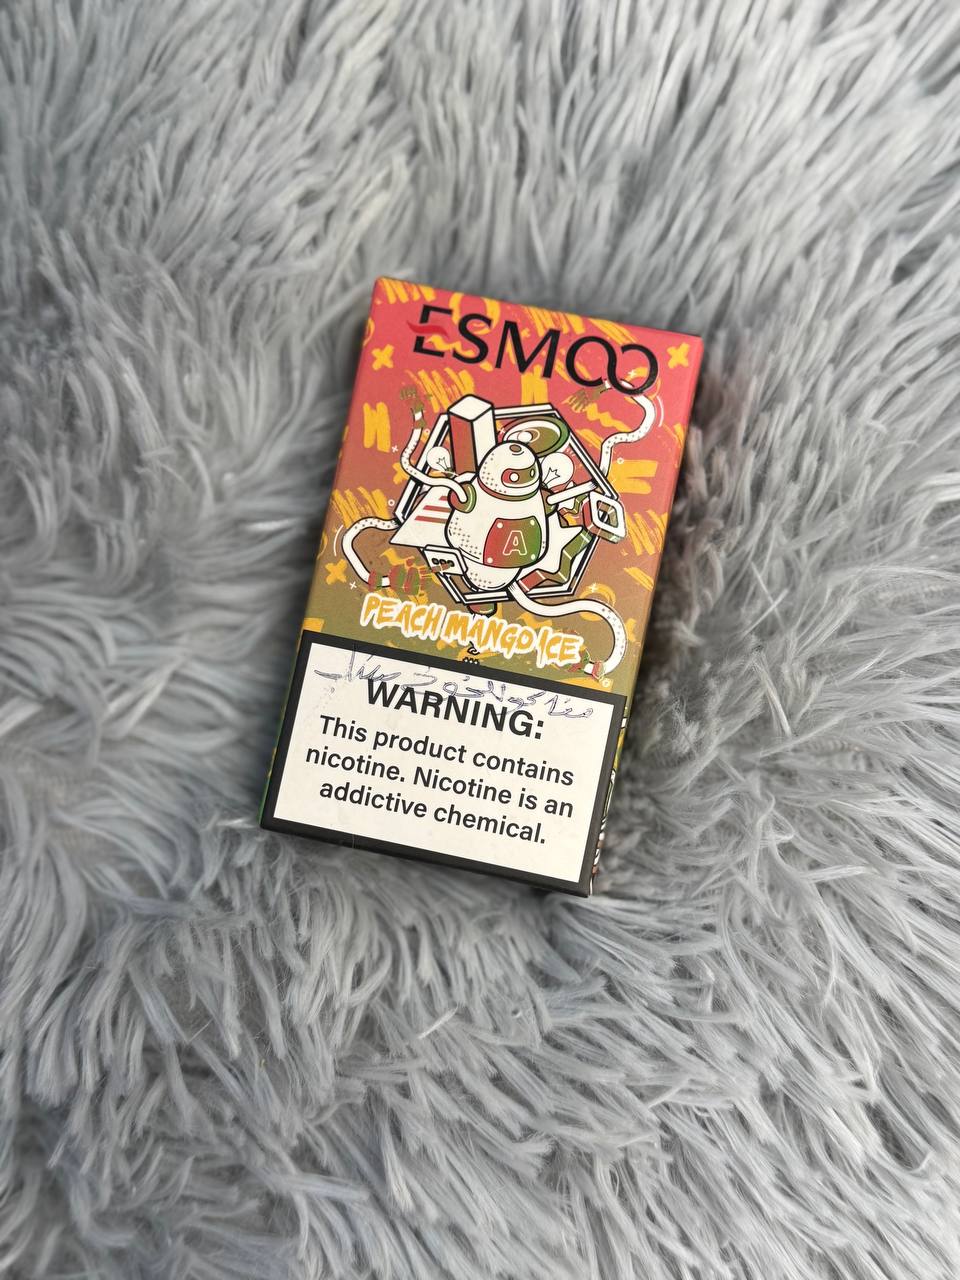 ESMOO
A
PEACH MANGO ICE
WARNING:
This product contains
nicotine. Nicotine is an
addictive chemical.